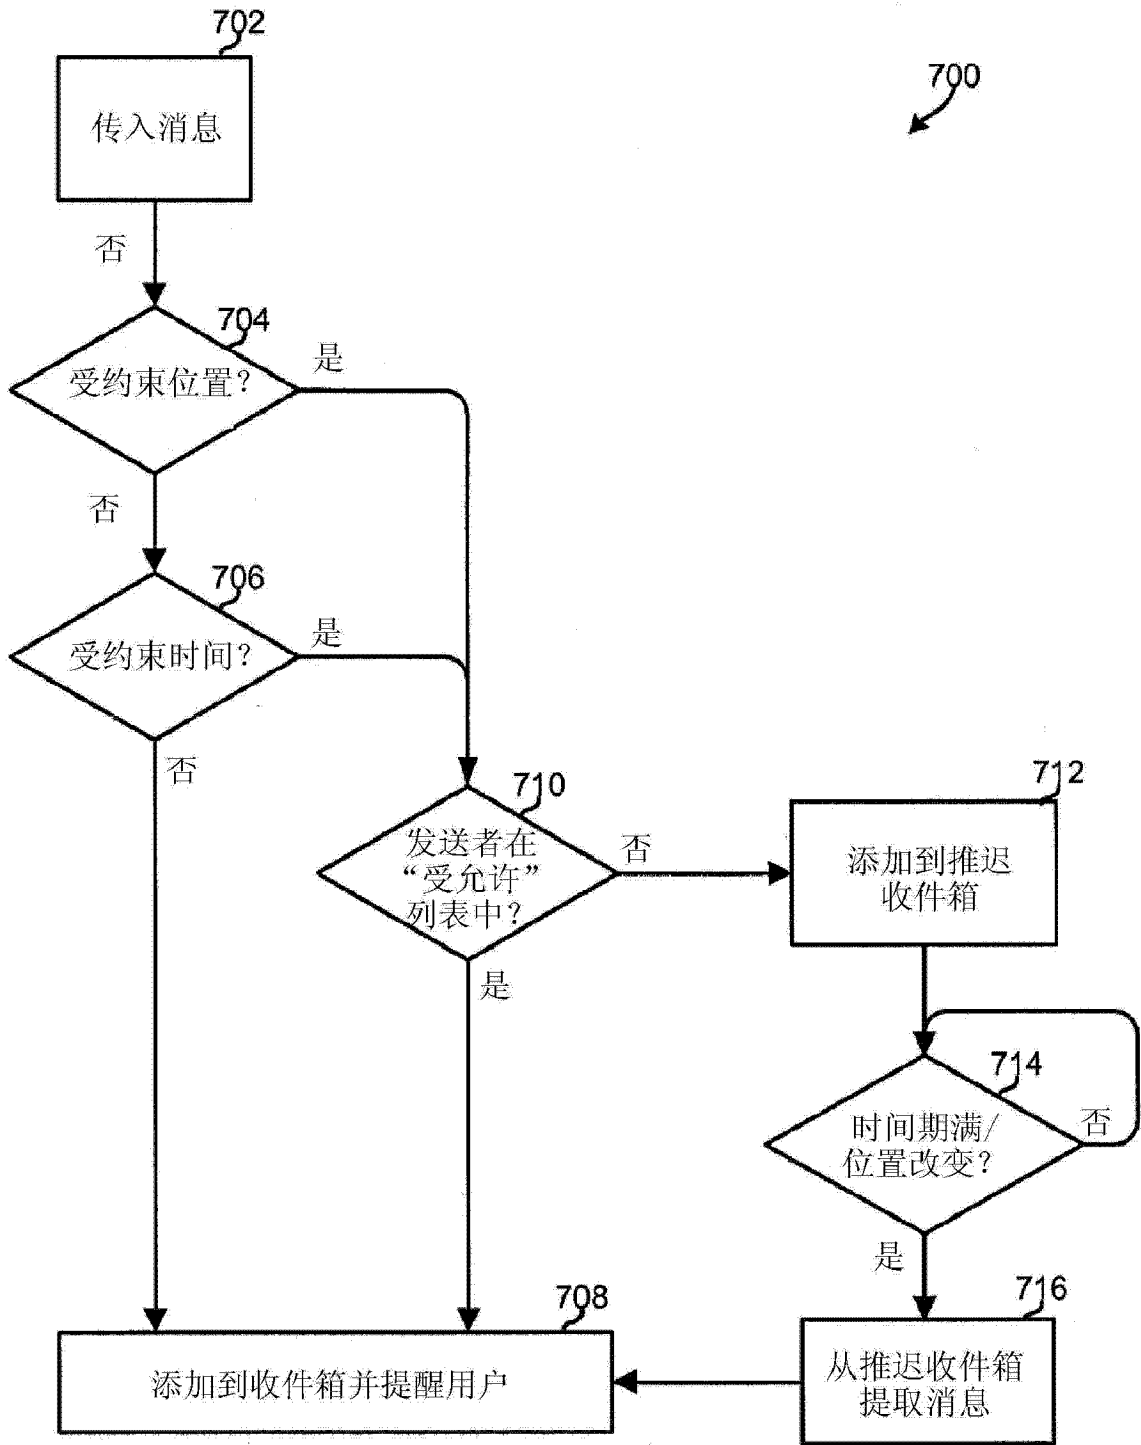 702
700
传入消息
否
704
受约束位置?
是
否
706
受约束时间?
是
否
710
发送者在
“受允许”
列表中?
否
是
712
添加到推迟
收件箱
714
时间期满/
位置改变?
否
是
708
添加到收件箱并提醒用户
716
从推迟收件箱
提取消息